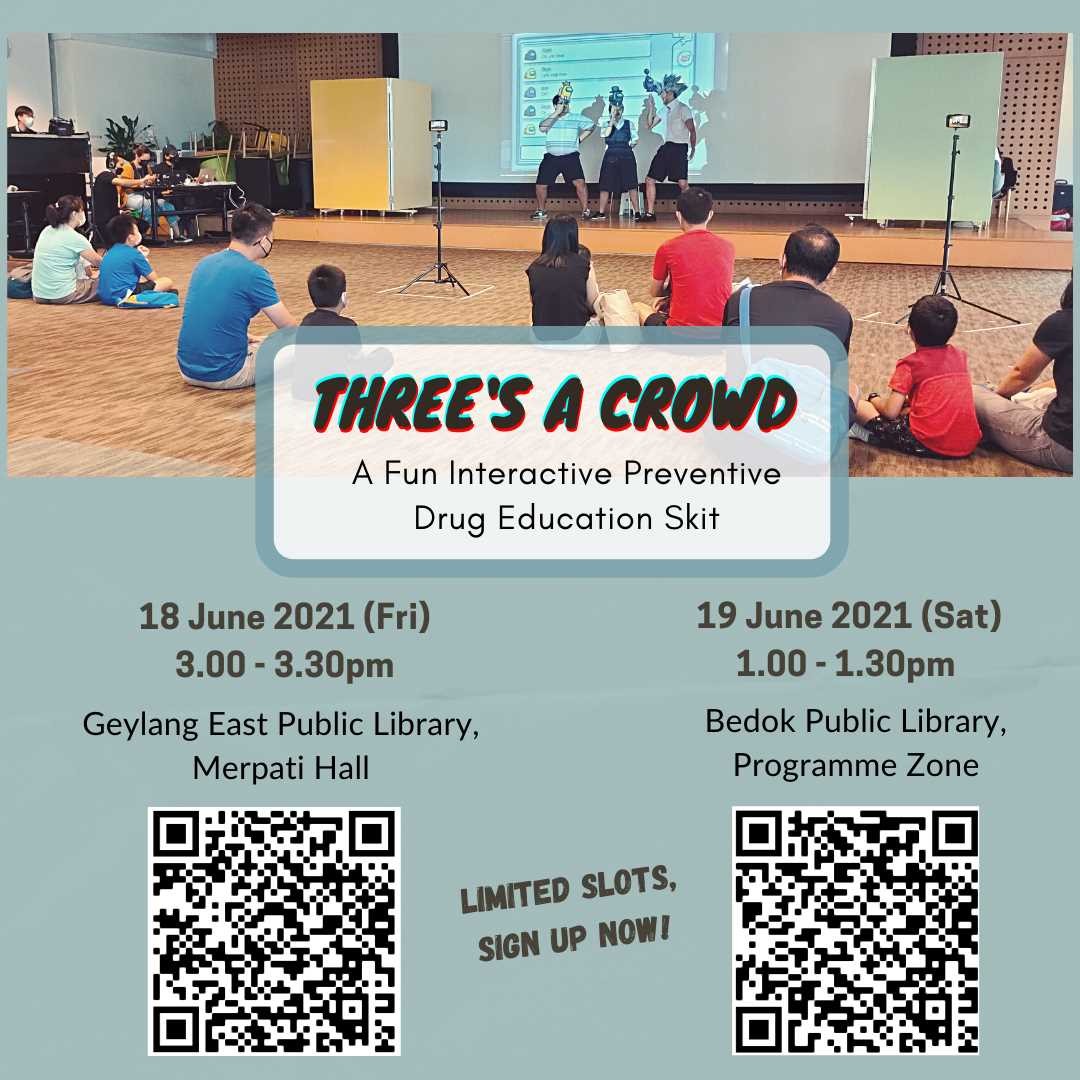 THREE'S A CROWD
A Fun Interactive Preventive
Drug Education Skit
18 June 2021 (Fri)
3.00 - 3.30pm
Geylang East Public Library,
Merpati Hall
19 June 2021 (Sat)
1.00 - 1.30pm
Bedok Public Library,
Programme Zone
LIMITED SLOTS,
SIGN UP NOW!